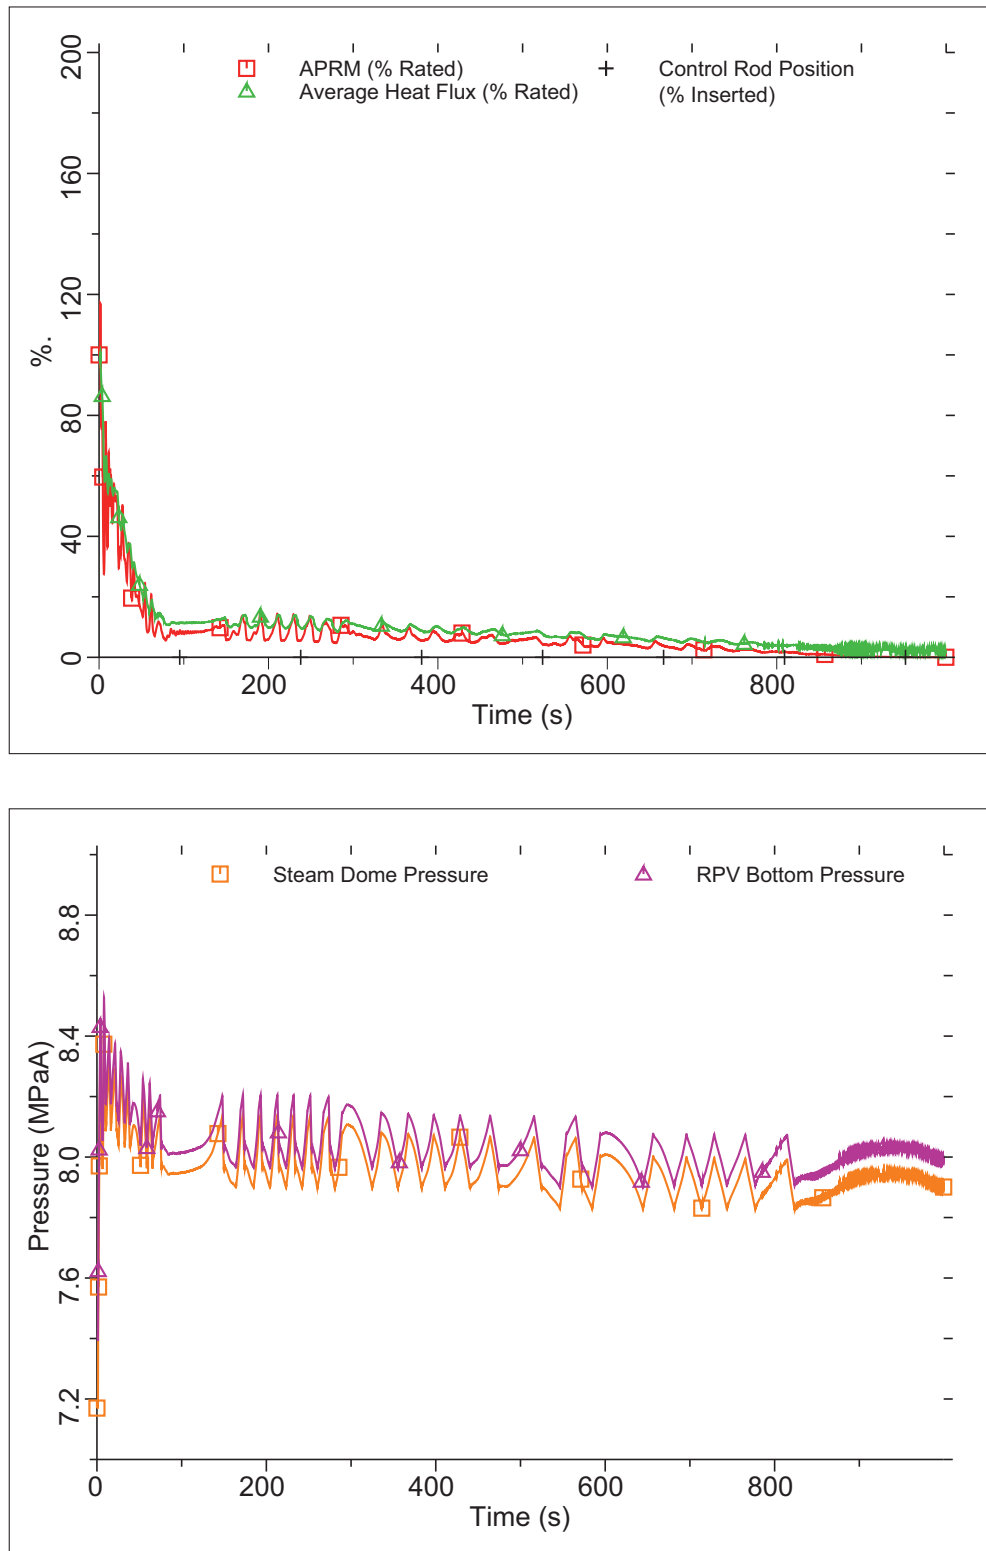 APRM (% Rated)
Average Heat Flux (% Rated)
Control Rod Position
(% Inserted)
200
160
120
80
40
0
%.
0 200 400 600 800
Time (s)
Steam Dome Pressure
RPV Bottom Pressure
8.8
8.4
8.0
7.6
7.2
Pressure (MPaA)
0 200 400 600 800
Time (s)